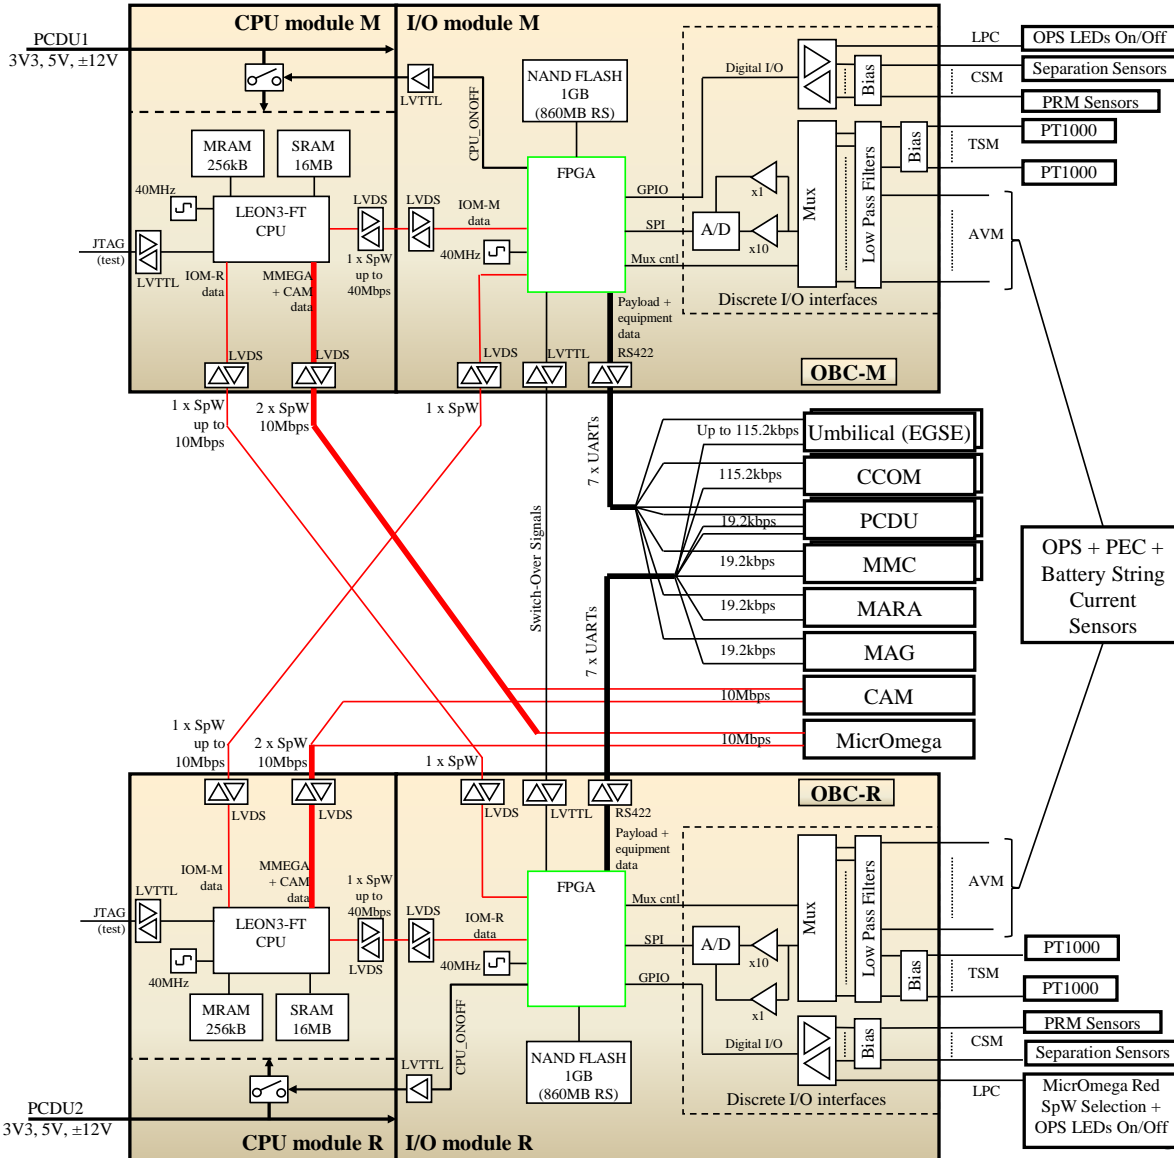 CPU module M
I/O module M
PCDU1
3V3, 5V, ±12V
LVTTL
CPU_ONOFF
NAND FLASH
1GB
(860MB RS)
Digital I/O
Bias
LPC
OPS LEDs On/Off
CSM
Separation Sensors
PRM Sensors
MRAM
256kB
SRAM
16MB
40MHz
LEON3-FT
CPU
JTAG
(test)
LVTTL
IOM-R
data
MMEGA
+ CAM
data
LVDS
1 x SpW
up to
40Mbps
LVDS
IOM-M
data
40MHz
FPGA
GPIO
SPI
Mux cntl
A/D
x1
x10
Mux
Low Pass Filters
Bias
PT1000
TSM
PT1000
AVM
Discrete I/O interfaces
Payload +
equipment
data
LVDS
LVDS
LVDS
LVTTL
RS422
OBC-M
1 x SpW
up to
10Mbps
2 x SpW
10Mbps
1 x SpW
7 x UARTs
Switch-Over Signals
7 x UARTs
Up to 115.2kbps
Umbilical (EGSE)
115.2kbps
CCOM
19.2kbps
PCDU
19.2kbps
MMC
19.2kbps
MARA
19.2kbps
MAG
10Mbps
CAM
10Mbps
MicrOmega
OPS + PEC +
Battery String
Current
Sensors
1 x SpW
up to
10Mbps
2 x SpW
10Mbps
1 x SpW
LVDS
LVDS
LVDS
LVTTL
RS422
OBC-R
Payload +
equipment
data
IOM-M
data
MMEGA
+ CAM
data
1 x SpW
up to
40Mbps
LVDS
LVDS
LVTTL
JTAG
(test)
LEON3-FT
CPU
40MHz
MRAM
256kB
SRAM
16MB
IOM-R
data
40MHz
FPGA
Mux cntl
SPI
GPIO
A/D
x10
x1
Mux
Low Pass Filters
Bias
AVM
PT1000
TSM
PT1000
CPU_ONOFF
LVTTL
NAND FLASH
1GB
(860MB RS)
Digital I/O
Bias
PRM Sensors
CSM
Separation Sensors
LPC
MicrOmega Red
SpW Selection +
OPS LEDs On/Off
Discrete I/O interfaces
PCDU2
3V3, 5V, ±12V
CPU module R
I/O module R